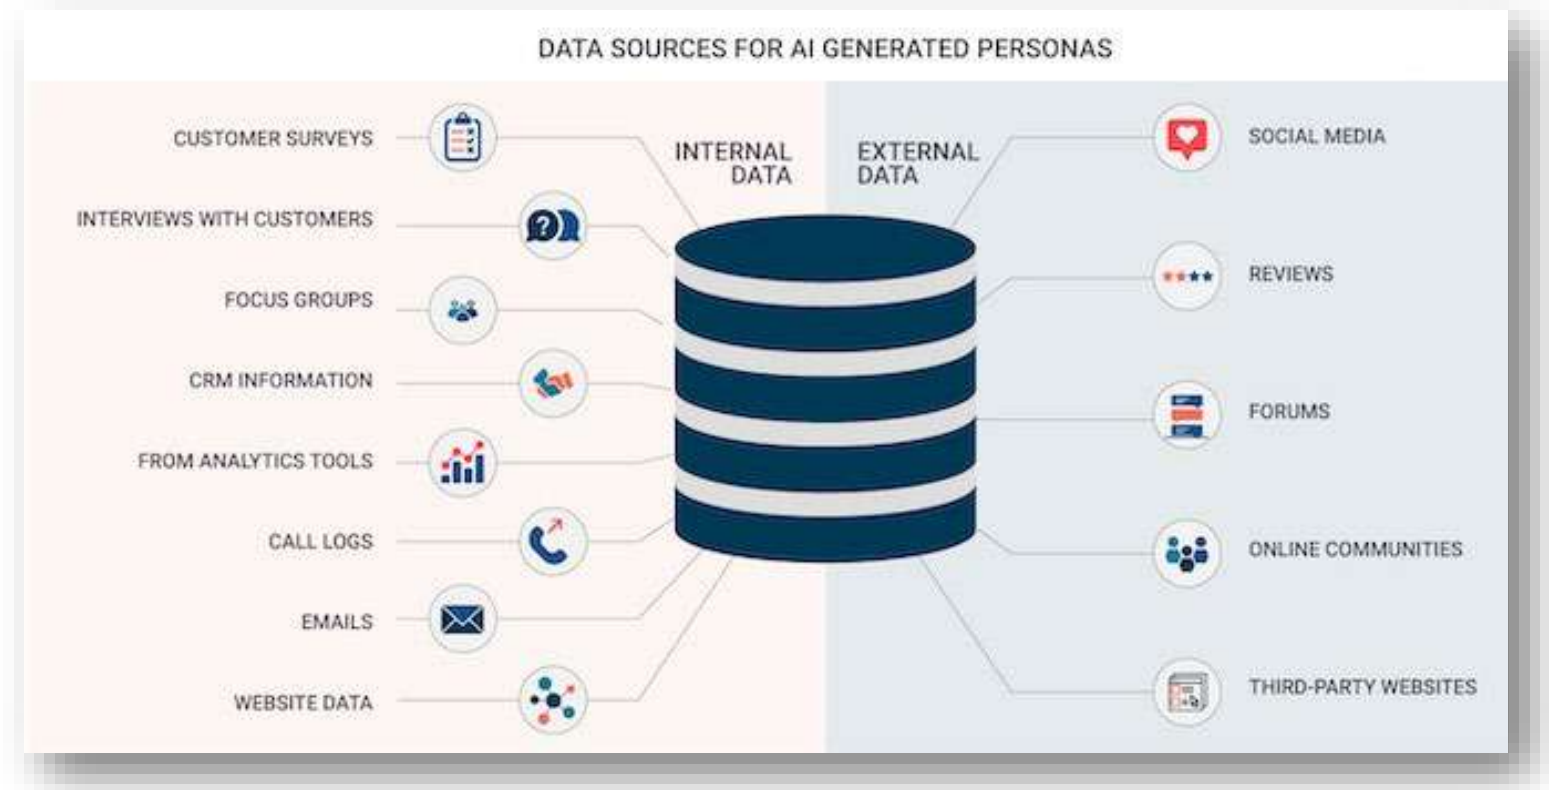 DATA SOURCES FOR AI GENERATED PERSONAS
INTERNAL
DATA
CUSTOMER SURVEYS
INTERVIEWS WITH CUSTOMERS
FOCUS GROUPS
CRM INFORMATION
FROM ANALYTICS TOOLS
CALL LOGS
EMAILS
WEBSITE DATA
EXTERNAL
DATA
SOCIAL MEDIA
REVIEWS
FORUMS
ONLINE COMMUNITIES
THIRD-PARTY WEBSITES